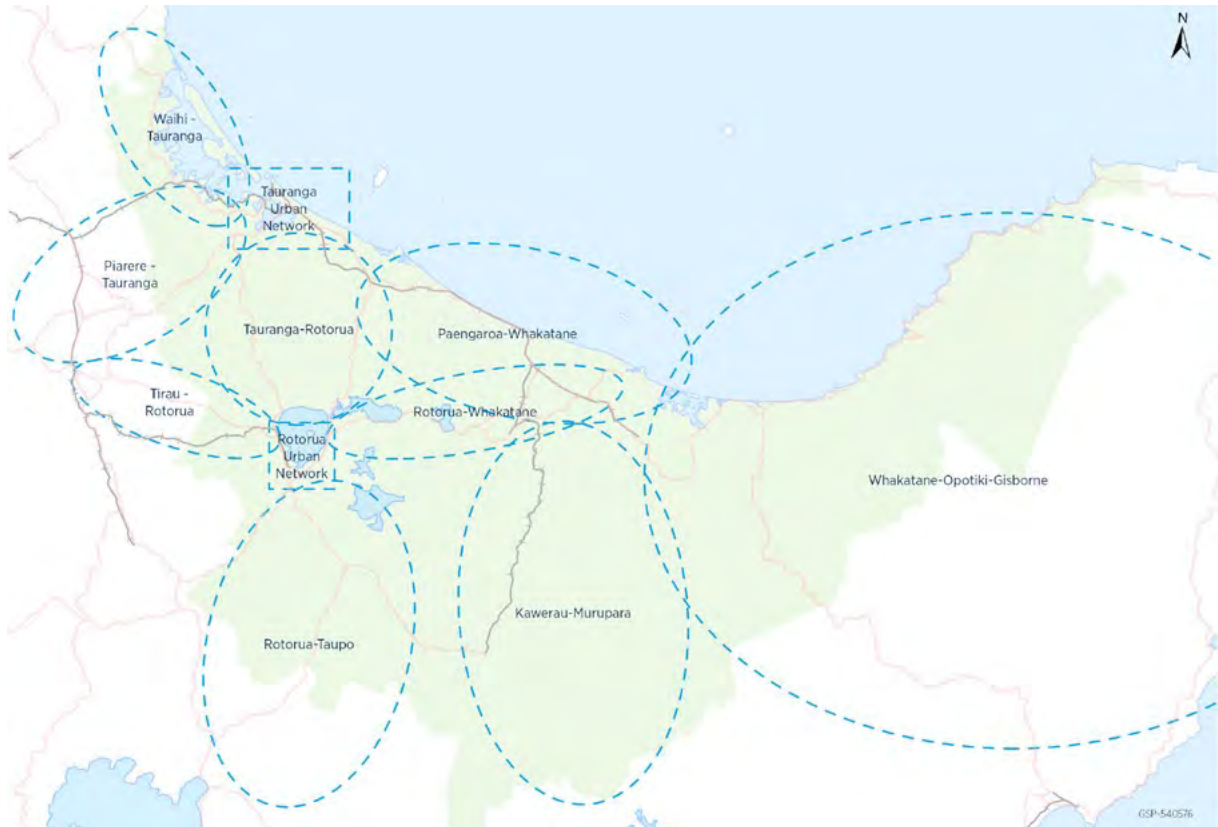 N
Waihi -
Tauranga
Tauranga
Urban
Network
Piarere -
Tauranga
Tauranga-Rotorua
Paengaroa-Whakatane
Tirau -
Rotorua
Rotorua-Whakatane
Rotorua
Urban
Network
Whakatane-Opotiki-Gisborne
Kawerau-Murupara
Rotorua-Taupo
GSP-540576